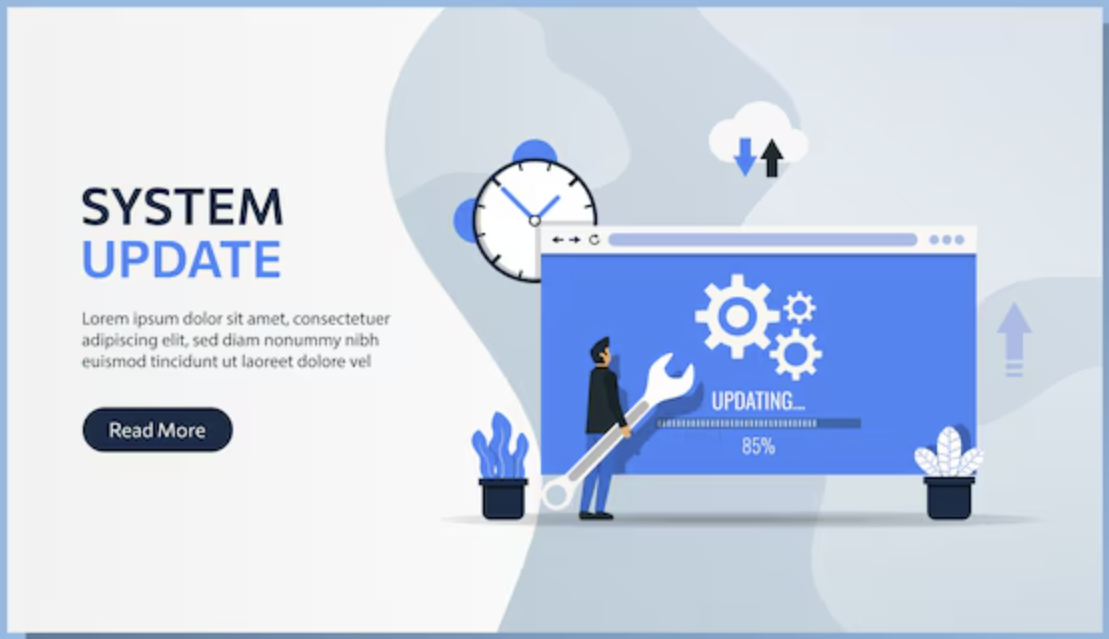 SYSTEM
UPDATE
Lorem ipsum dolor sit amet, consectetuer
adipiscing elit, sed diam nonummy nibh
euismod tincidunt ut laoreet dolore vel
Read More
UPDATING...
85%